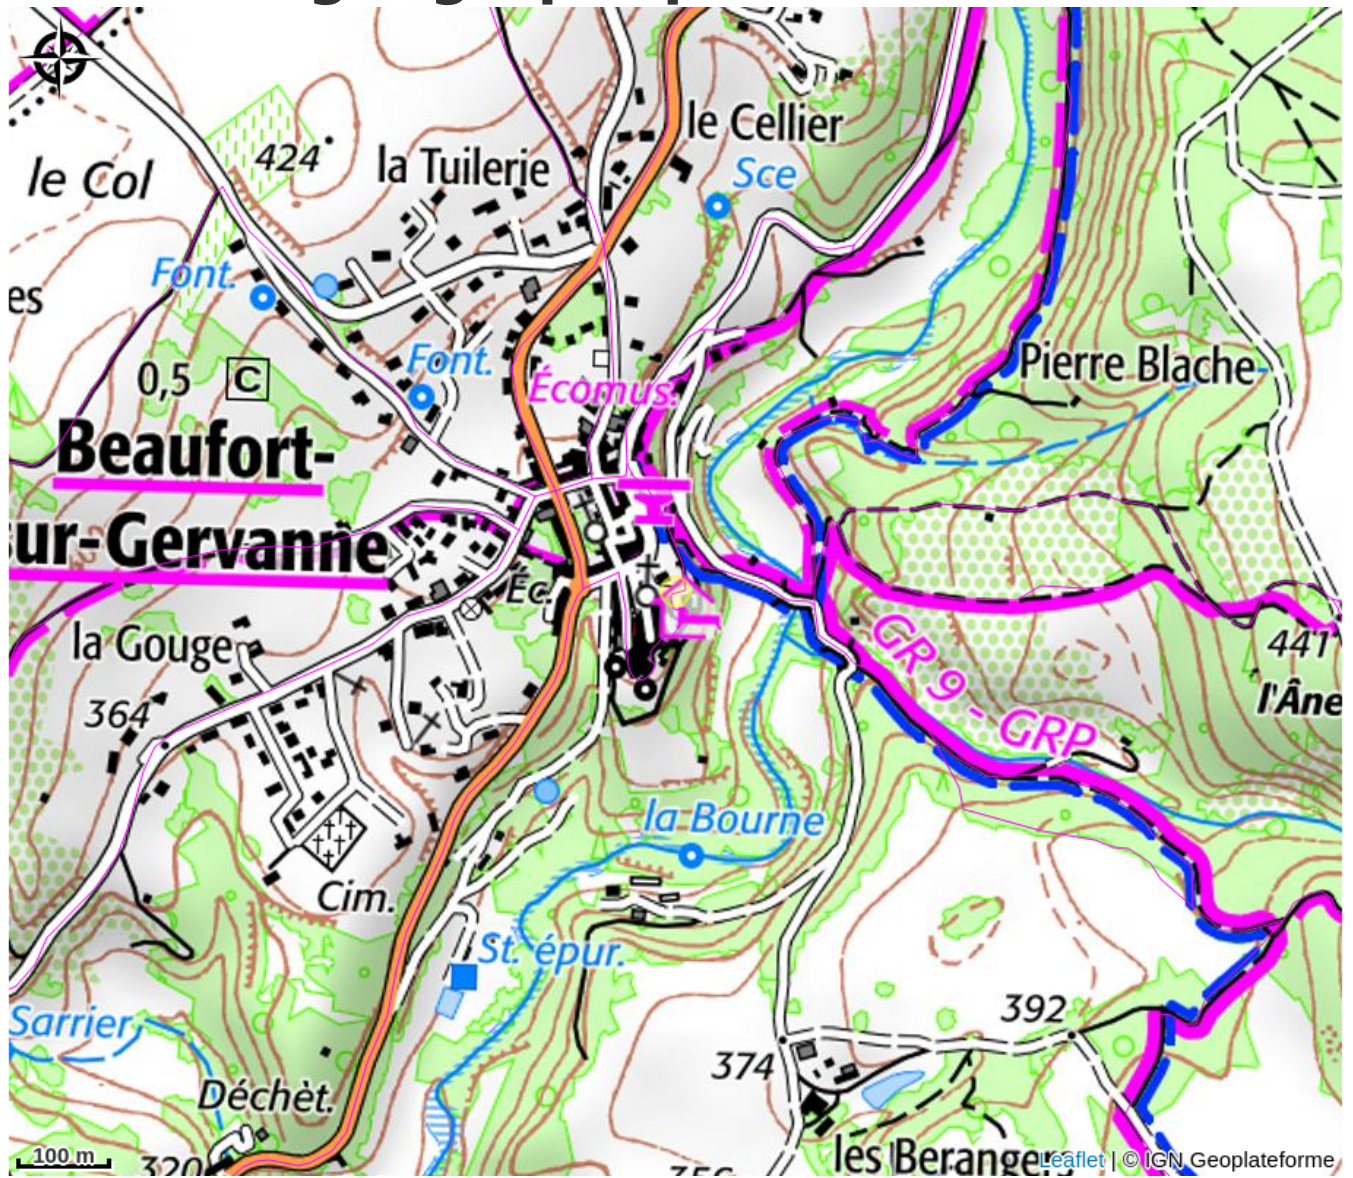 le Cellier
Sce
424
la Tuilerie
le Col
Font.
es
Pierre Blache
Font.
0,5 C
Écomus.
Beaufort-
sur-Gervanne
Éc.
la Gouge
441
GR 9 - GRP
l'Âne
364
la Bourne
Cim.
St. épur.
392
Sarrier
374
Déchèt.
320
les Berangers
100 m
Leaflet | © IGN Geoplateforme